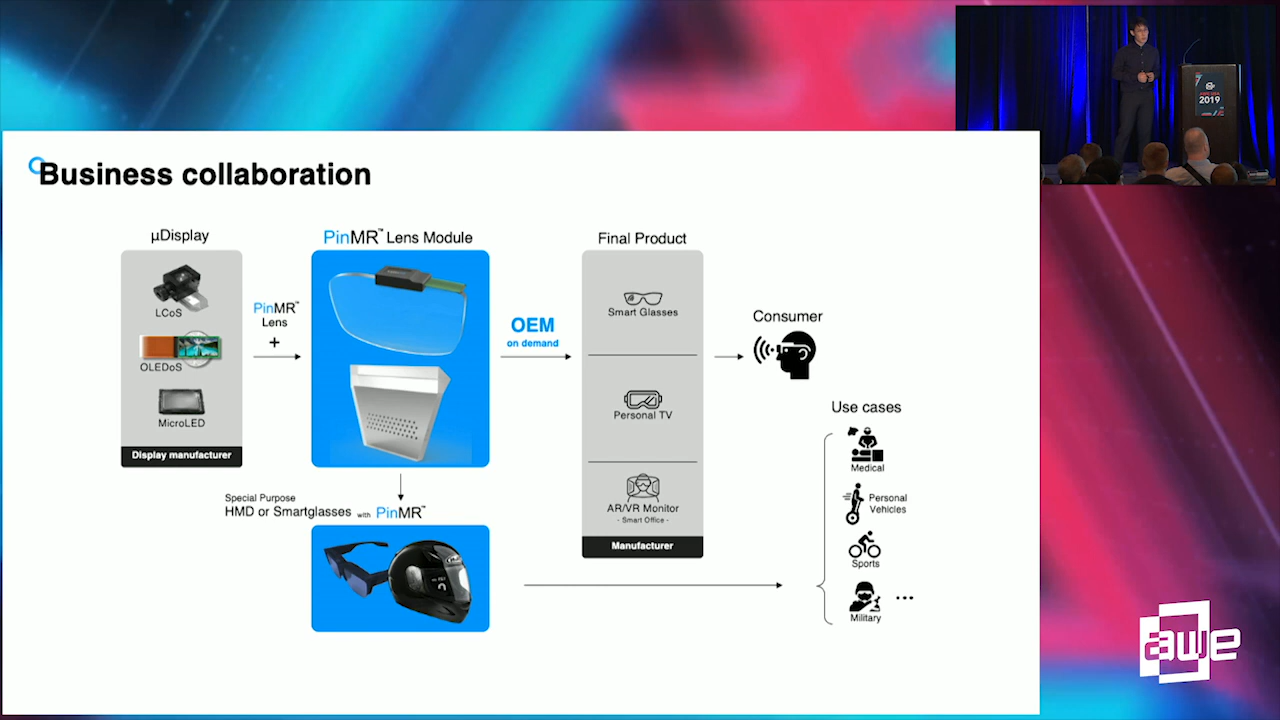 Business collaboration
µDisplay
LCoS
OLEDoS
MicroLED
Display manufacturer
PinMR™
Lens
+
PinMR™ Lens Module
OEM
on demand
Final Product
Smart Glasses
Personal TV
AR/VR Monitor
- Smart Office -
Manufacturer
Consumer
Special Purpose
HMD or Smartglasses with PinMR™
Use cases
Medical
Personal
Vehicles
Sports
Military
...
2019
awe